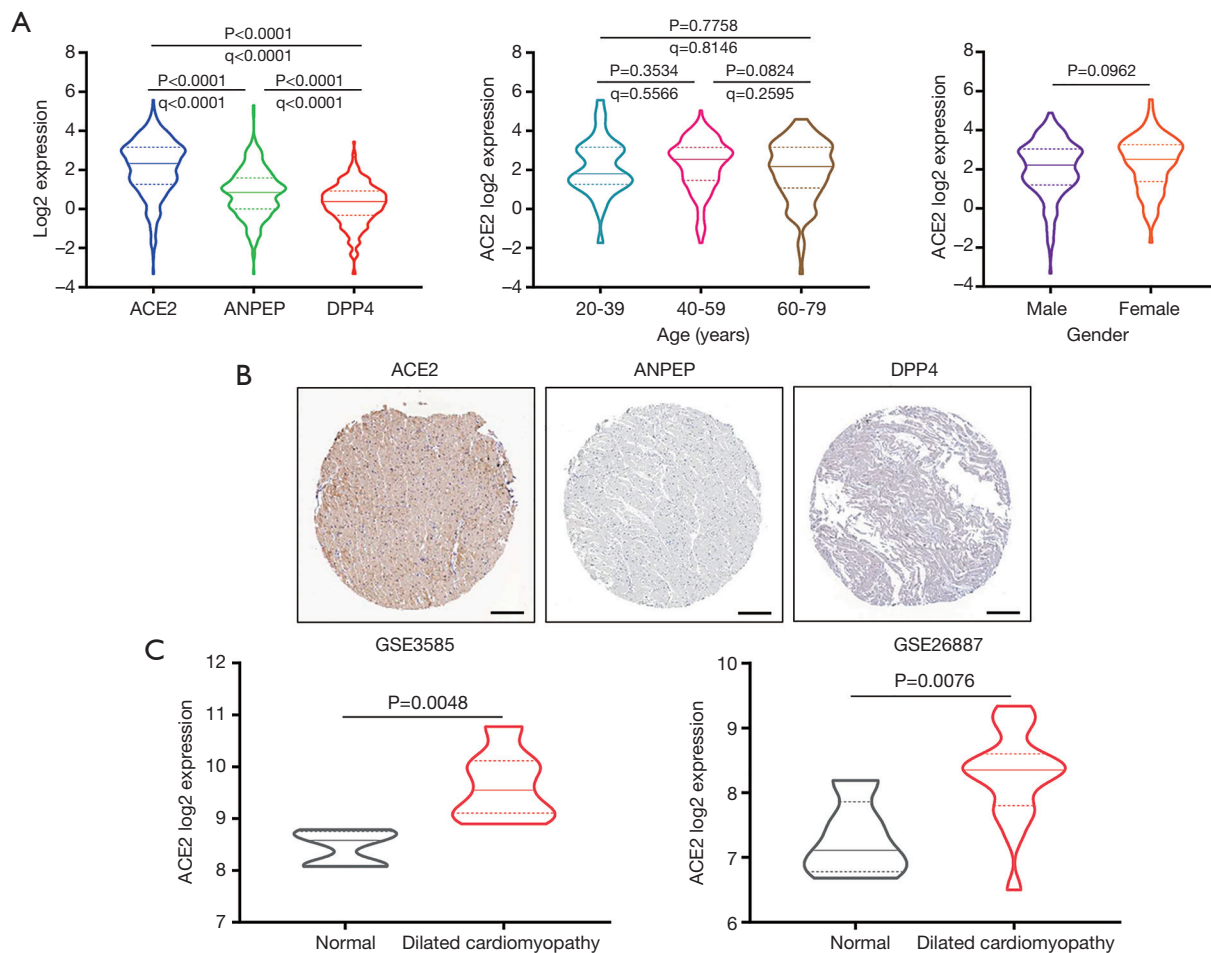 A
Log2 expression
8
6
4
2
0
−2
−4
P<0.0001
q<0.0001
P<0.0001
q<0.0001
P<0.0001
q<0.0001
ACE2
ANPEP
DPP4
ACE2 log2 expression
8
6
4
2
0
−2
−4
P=0.7758
q=0.8146
P=0.3534
q=0.5566
P=0.0824
q=0.2595
20-39
40-59
60-79
Age (years)
ACE2 log2 expression
8
6
4
2
0
−2
−4
P=0.0962
Male
Female
Gender
B
ACE2
ANPEP
DPP4
C
GSE3585
ACE2 log2 expression
12
11
10
9
8
7
P=0.0048
Normal
Dilated cardiomyopathy
GSE26887
ACE2 log2 expression
10
9
8
7
6
P=0.0076
Normal
Dilated cardiomyopathy